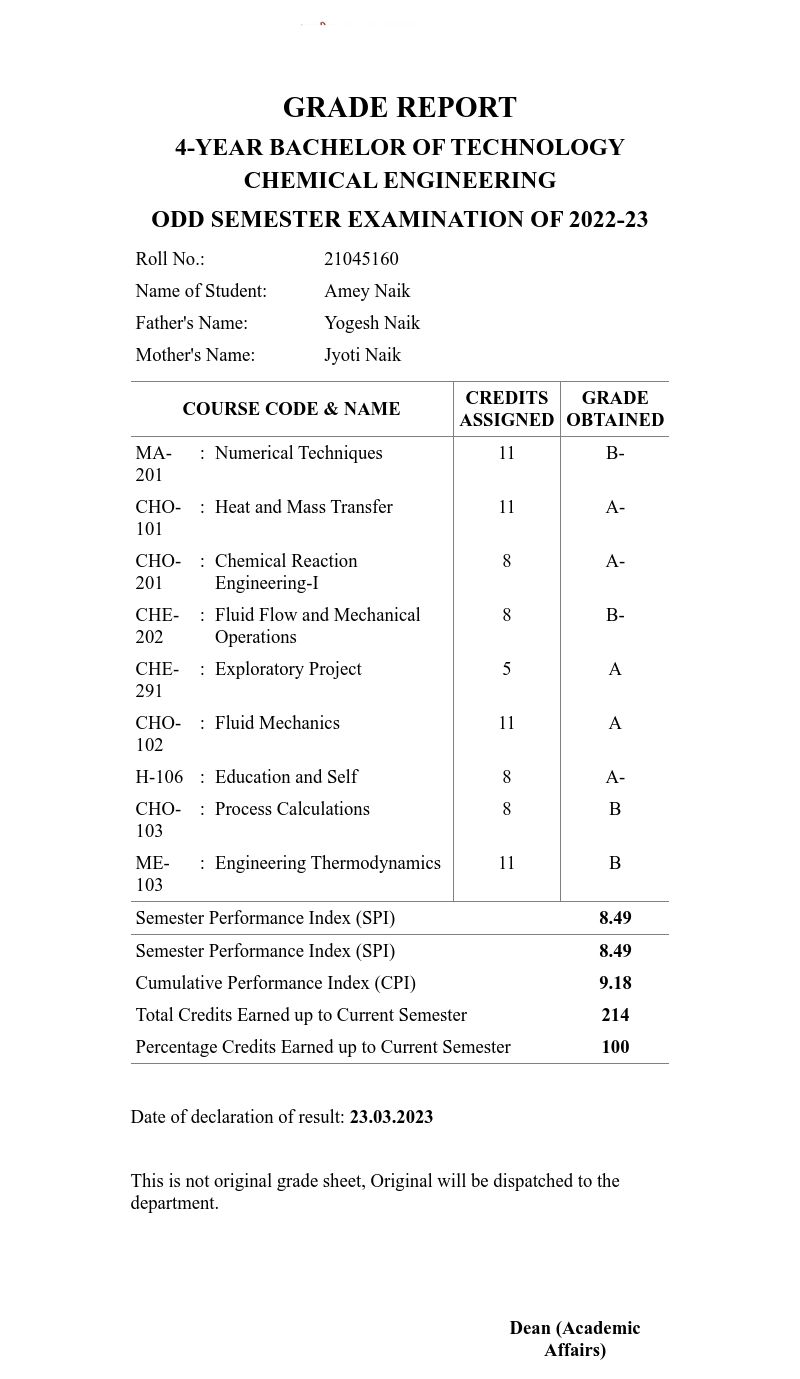 GRADE REPORT
4-YEAR BACHELOR OF TECHNOLOGY
CHEMICAL ENGINEERING
ODD SEMESTER EXAMINATION OF 2022-23
Roll No.: 21045160
Name of Student: Amey Naik
Father's Name: Yogesh Naik
Mother's Name: Jyoti Naik
COURSE CODE & NAME CREDITS ASSIGNED GRADE OBTAINED
MA-201 : Numerical Techniques 11 B-
CHO-101 : Heat and Mass Transfer 11 A-
CHO-201 : Chemical Reaction Engineering-I 8 A-
CHE-202 : Fluid Flow and Mechanical Operations 8 B-
CHE-291 : Exploratory Project 5 A
CHO-102 : Fluid Mechanics 11 A
H-106 : Education and Self 8 A-
CHO-103 : Process Calculations 8 B
ME-103 : Engineering Thermodynamics 11 B
Semester Performance Index (SPI) 8.49
Semester Performance Index (SPI) 8.49
Cumulative Performance Index (CPI) 9.18
Total Credits Earned up to Current Semester 214
Percentage Credits Earned up to Current Semester 100
Date of declaration of result: 23.03.2023
This is not original grade sheet, Original will be dispatched to the
department.
Dean (Academic
Affairs)